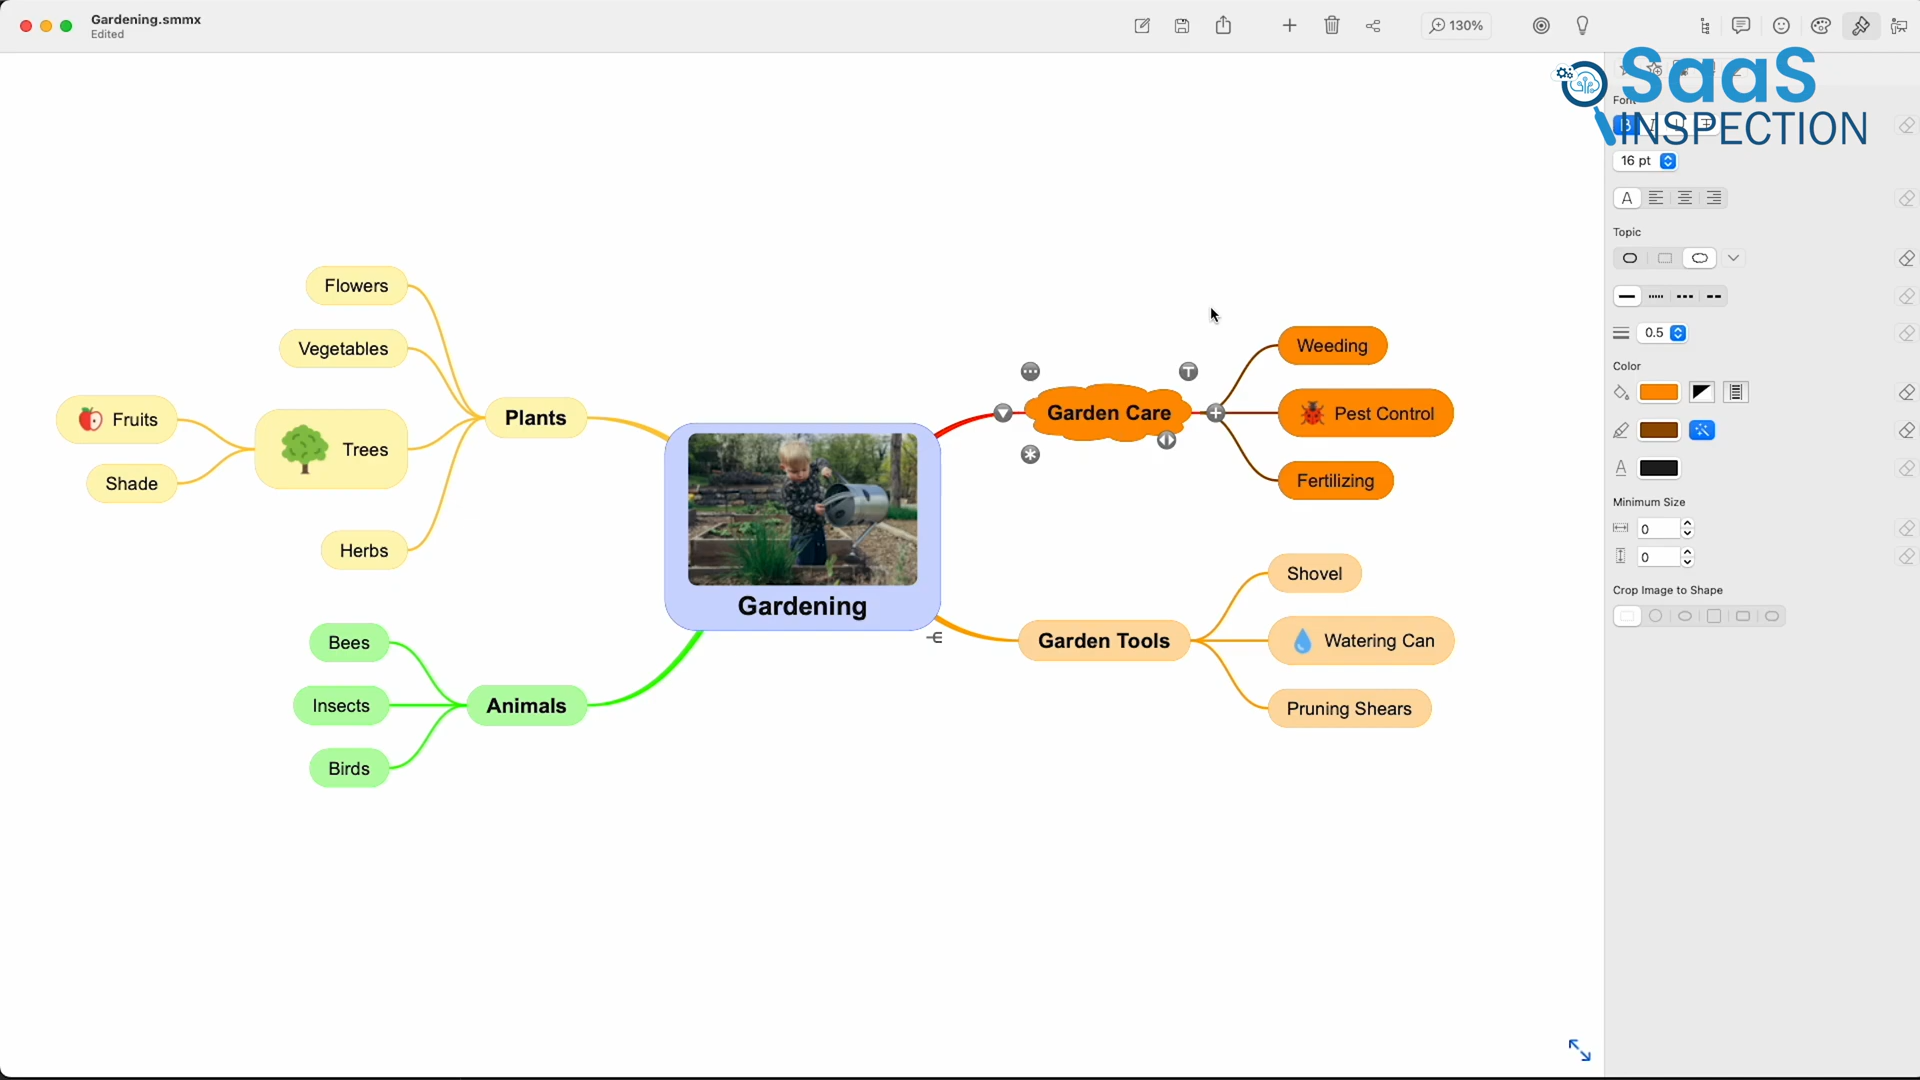 Gardening.smmx
Edited
130%
SaaS
INSPECTION
Font
B
16 pt
A
Topic
0.5
Color
A
Minimum Size
0
0
Crop Image to Shape
Flowers
Vegetables
Fruits
Trees
Shade
Herbs
Plants
Bees
Insects
Birds
Animals
Gardening
T
Garden Care
Weeding
Pest Control
Fertilizing
Garden Tools
Shovel
Watering Can
Pruning Shears